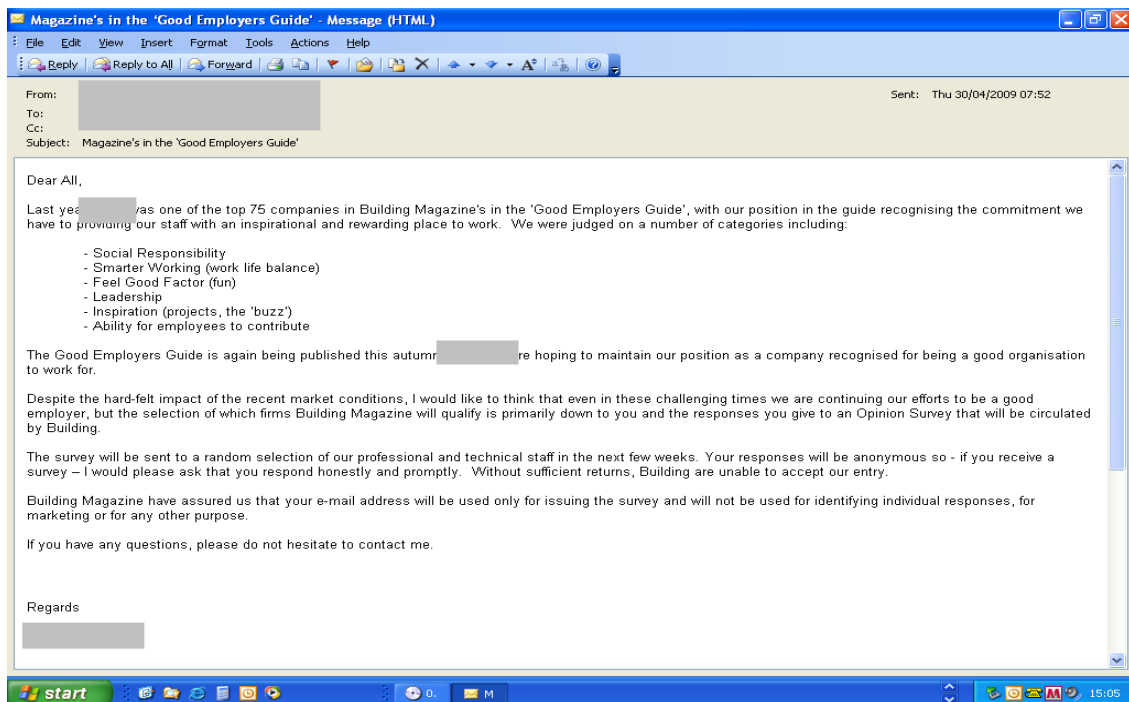 Magazine's in the 'Good Employers Guide' - Message (HTML)
File Edit View Insert Format Tools Actions Help
Reply Reply to All Forward
From: Sent: Thu 30/04/2009 07:52
To:
Cc:
Subject: Magazine's in the 'Good Employers Guide'
Dear All,
Last was one of the top 75 companies in Building Magazine's in the 'Good Employers Guide', with our position in the guide recognising the commitment we
have to providing our staff with an inspirational and rewarding place to work. We were judged on a number of categories including:
- Social Responsibility
- Smarter Working (work life balance)
- Feel Good Factor (fun)
- Leadership
- Inspiration (projects, the 'buzz')
- Ability for employees to contribute
The Good Employers Guide is again being published this hoping to maintain our position as a company recognised for being a good organisation
to work for.
Despite the hard-felt impact of the recent market conditions, I would like to think that even in these challenging times we are continuing our efforts to be a good
employer, but the selection of which firms Building Magazine will qualify is primarily down to you and the responses you give to an Opinion Survey that will be circulated
by Building.
The survey will be sent to a random selection of our professional and technical staff in the next few weeks. Your responses will be anonymous so - if you receive a
survey – I would please ask that you respond honestly and promptly. Without sufficient returns, Building are unable to accept our entry.
Building Magazine have assured us that your e-mail address will be used only for issuing the survey and will not be used for identifying individual responses, for
marketing or for any other purpose.
If you have any questions, please do not hesitate to contact me.
Regards
start 0. M 15:05